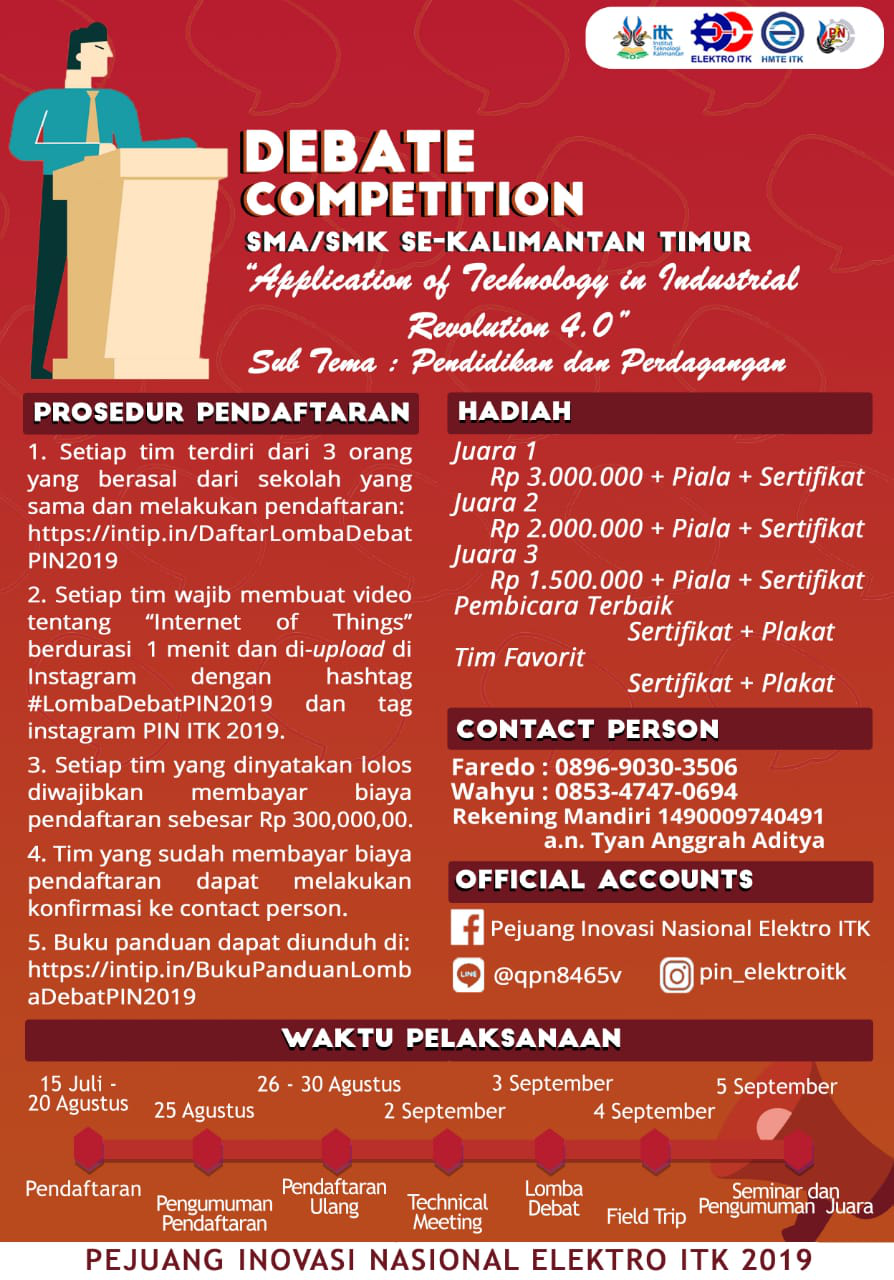 itk
Institut
Teknologi
Kalimantan
ELEKTRO ITK
HMTE ITK
PN
DEBATE
COMPETITION
SMA/SMK SE-KALIMANTAN TIMUR
"Application of Technology in Industrial
Revolution 4.0"
Sub Tema : Pendidikan dan Perdagangan
PROSEDUR PENDAFTARAN
1. Setiap tim terdiri dari 3 orang
yang berasal dari sekolah yang
sama dan melakukan pendaftaran:
https://intip.in/DaftarLombaDebat
PIN2019
2. Setiap tim wajib membuat video
tentang “Internet of Things”
berdurasi 1 menit dan di-upload di
Instagram dengan hashtag
#LombaDebatPIN2019 dan tag
instagram PIN ITK 2019.
3. Setiap tim yang dinyatakan lolos
diwajibkan membayar biaya
pendaftaran sebesar Rp 300,000,00.
4. Tim yang sudah membayar biaya
pendaftaran dapat melakukan
konfirmasi ke contact person.
5. Buku panduan dapat diunduh di:
https://intip.in/BukuPanduanLomb
aDebatPIN2019
HADIAH
Juara 1
Rp 3.000.000 + Piala + Sertifikat
Juara 2
Rp 2.000.000 + Piala + Sertifikat
Juara 3
Rp 1.500.000 + Piala + Sertifikat
Pembicara Terbaik
Sertifikat + Plakat
Tim Favorit
Sertifikat + Plakat
CONTACT PERSON
Faredo : 0896-9030-3506
Wahyu : 0853-4747-0694
Rekening Mandiri 1490009740491
a.n. Tyan Anggrah Aditya
OFFICIAL ACCOUNTS
Pejuang Inovasi Nasional Elektro ITK
LINE
@qpn8465v
pin_elektroitk
WAKTU PELAKSANAAN
15 Juli -
20 Agustus
Pendaftaran
25 Agustus
Pengumuman
Pendaftaran
26 - 30 Agustus
Pendaftaran
Ulang
2 September
Technical
Meeting
3 September
Lomba
Debat
4 September
Field Trip
5 September
Seminar dan
Pengumuman Juara
PEJUANG INOVASI NASIONAL ELEKTRO ITK 2019